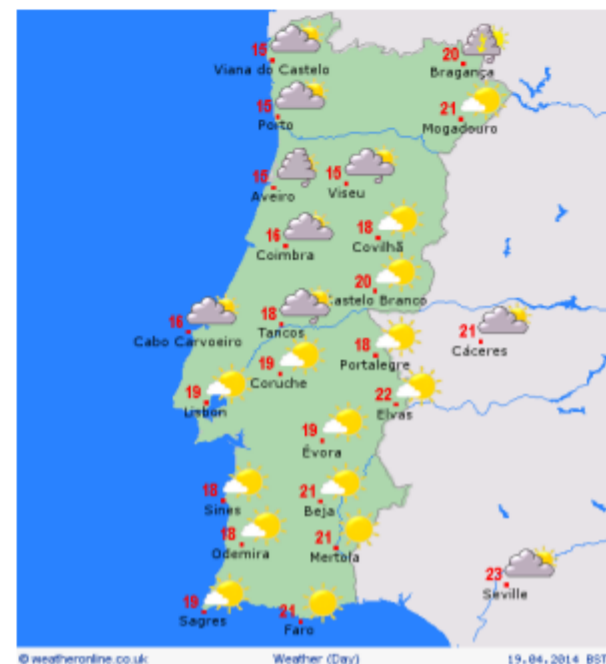 15
Viana do Castelo
20
Bragança
15
Porto
21
Mogadouro
15
Aveiro
15
Viseu
16
Coimbra
18
Covilhã
20
Castelo Branco
16
Cabo Carvoeiro
18
Tancos
18
Portalegre
21
Cáceres
19
Coruche
19
Lisbon
22
Elvas
19
Évora
18
Sines
21
Beja
18
Odemira
21
Mertola
23
Seville
19
Sagres
21
Faro
© weatheronline.co.uk Weather (Day) 19.04.2014 BST